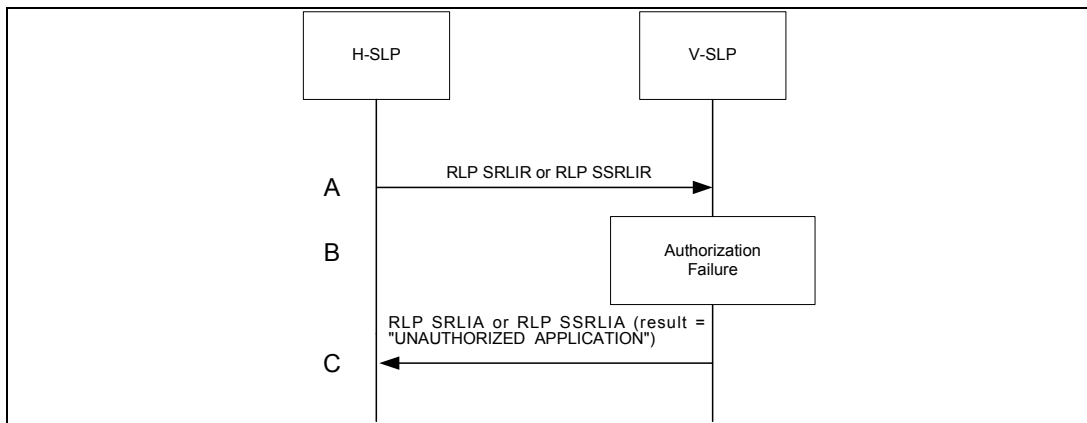 H-SLP
V-SLP
RLP SRLIR or RLP SSRLIR
A
B
Authorization
Failure
RLP SRLIA or RLP SSRLIA (result =
"UNAUTHORIZED APPLICATION")
C